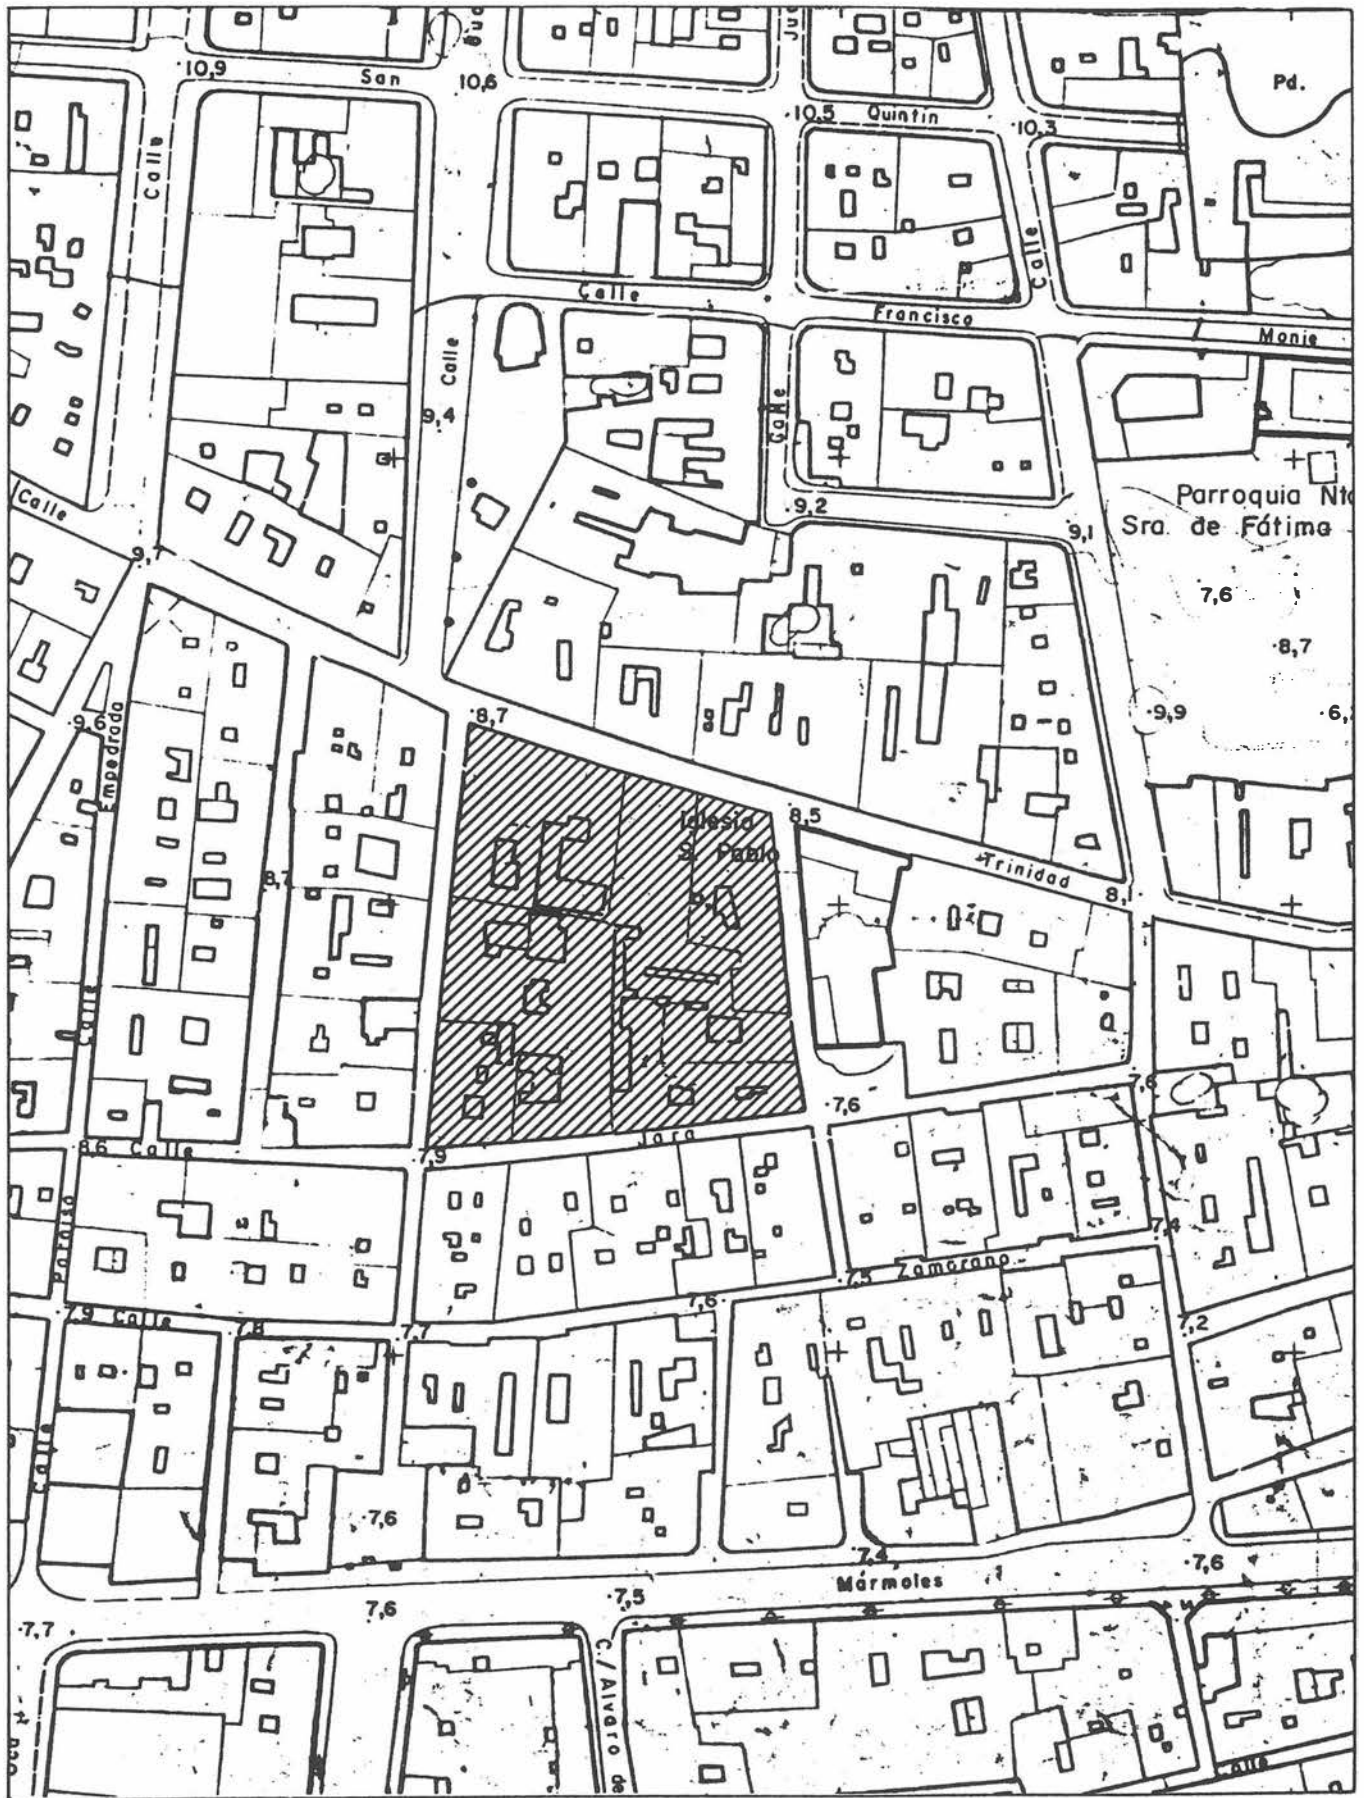 10,9
San
10,6
10,5
Quintín
10,3
Pd.
Calle
Calle
Calle
Francisco
Monje
Calle
9,4
Calle
9,2
9,1
Parroquia
Sra. de Fátima
Calle
9,7
7,6
8,7
9,9
9,6
8,7
Empedrada
8,5
Iglesia
S. Pablo
Trinidad
8,7
8,1
Calle
7,6
7,6
Jara
8,6
Calle
7,9
7,4
Paraiso
7,5
Zamorano
7,6
7,9
Calle
7,8
7,7
7,2
Calle
7,6
7,4
7,6
Mármoles
7,5
7,6
7,7
C./ Alvaro de
Calle